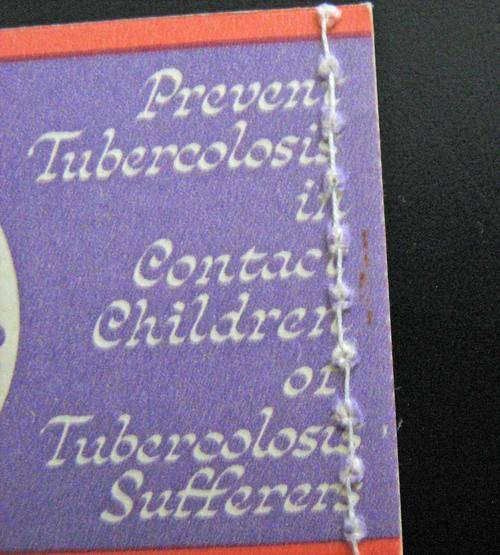 Prevent
Tubercolosis
in
Contact
Children
of
Tubercolosis
Sufferers